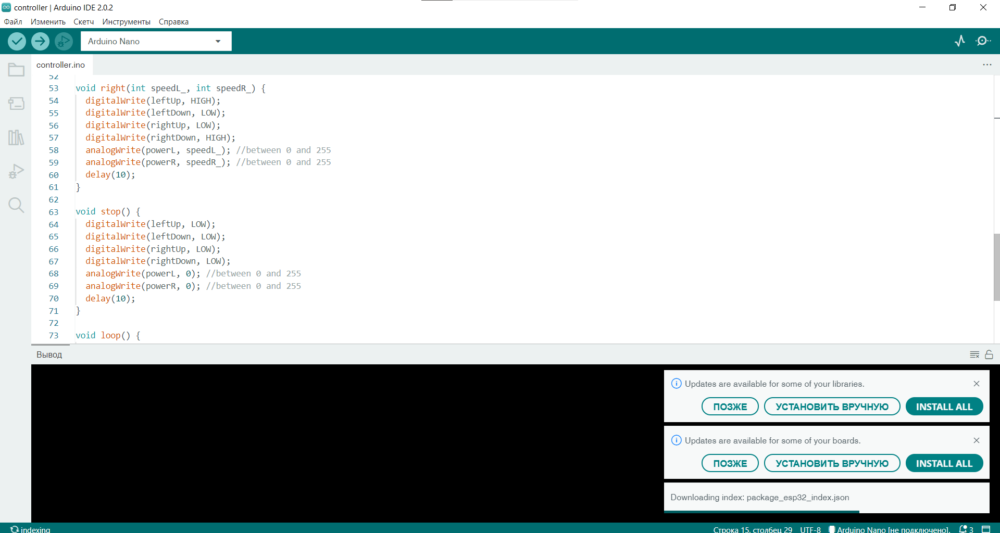 controller | Arduino IDE 2.0.2
Файл Изменить Скетч Инструменты Справка
Arduino Nano
controller.ino
52
53 void right(int speedL_, int speedR_) {
54 digitalWrite(leftUp, HIGH);
55 digitalWrite(leftDown, LOW);
56 digitalWrite(rightUp, LOW);
57 digitalWrite(rightDown, HIGH);
58 analogWrite(powerL, speedL_); //between 0 and 255
59 analogWrite(powerR, speedR_); //between 0 and 255
60 delay(10);
61 }
62
63 void stop() {
64 digitalWrite(leftUp, LOW);
65 digitalWrite(leftDown, LOW);
66 digitalWrite(rightUp, LOW);
67 digitalWrite(rightDown, LOW);
68 analogWrite(powerL, 0); //between 0 and 255
69 analogWrite(powerR, 0); //between 0 and 255
70 delay(10);
71 }
72
73 void loop() {
Вывод
Updates are available for some of your libraries.
ПОЗЖЕ УСТАНОВИТЬ ВРУЧНУЮ INSTALL ALL
Updates are available for some of your boards.
ПОЗЖЕ УСТАНОВИТЬ ВРУЧНУЮ INSTALL ALL
Downloading index: package_esp32_index.json
indexing Строка 15, столбец 29 UTF-8 Arduino Nano [не подключено]. 3